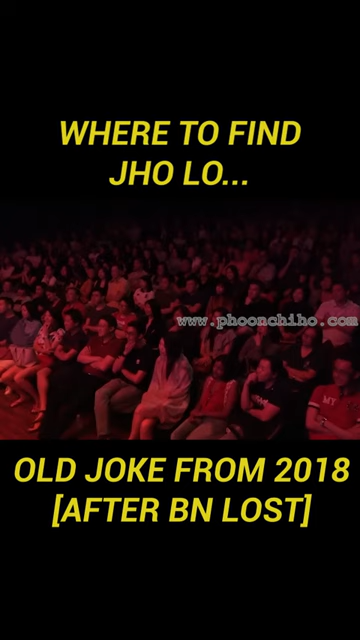 WHERE TO FIND
JHO LO...
www.phoonchiho.com
OLD JOKE FROM 2018
[AFTER BN LOST]